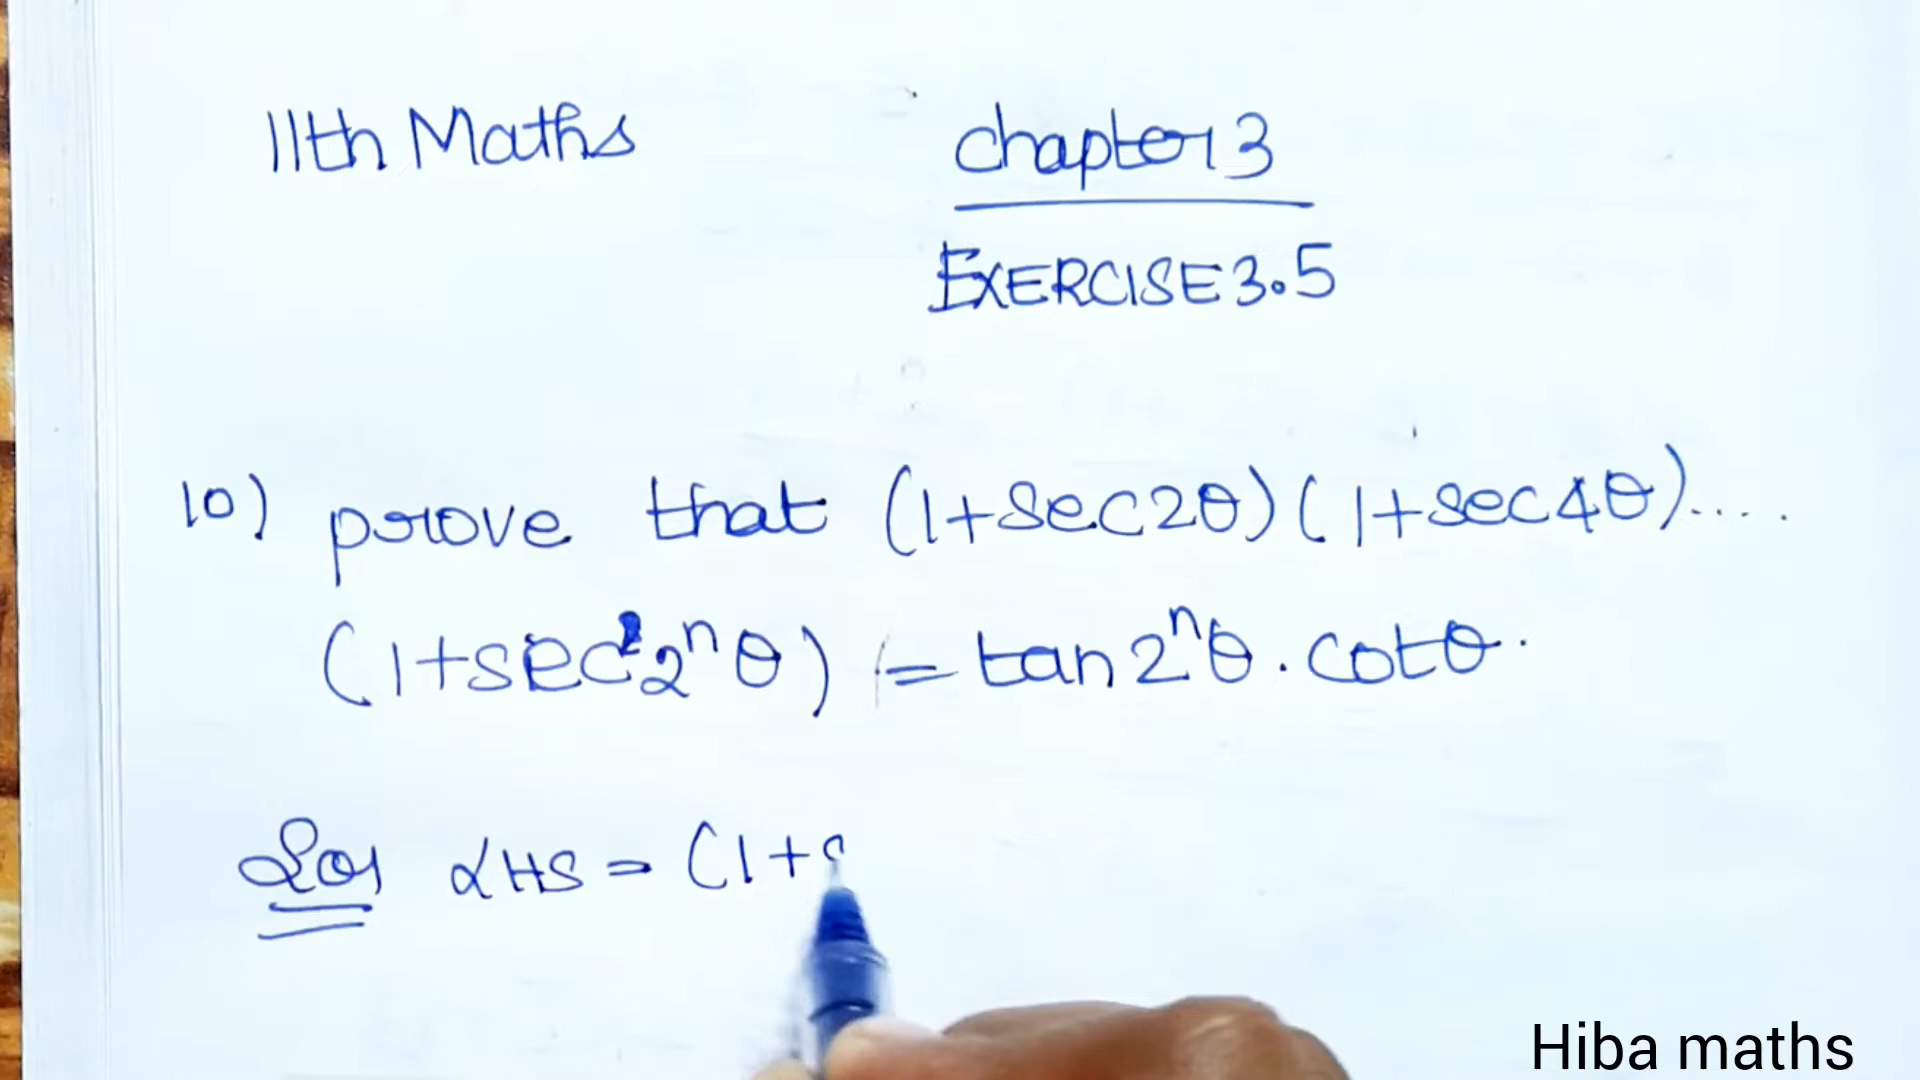 11th Maths
chapter 3
EXERCISE 3.5
10) prove that (1+sec2θ)(1+sec4θ)....
(1+sec²2ⁿθ) = tan2ⁿθ.cotθ.
Sol LHS = (1+s
Hiba maths